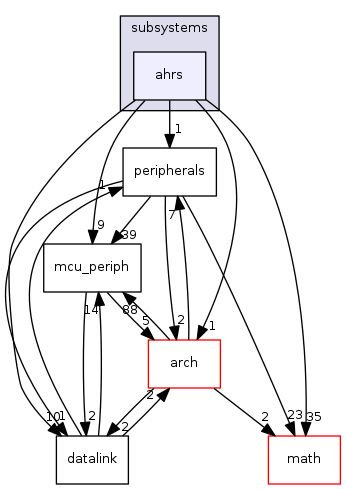 subsystems
ahrs
1
peripherals
1
9
39
7
mcu_periph
14
88
5
2
1
arch
2
10
1
2
2
2
23
35
datalink
math